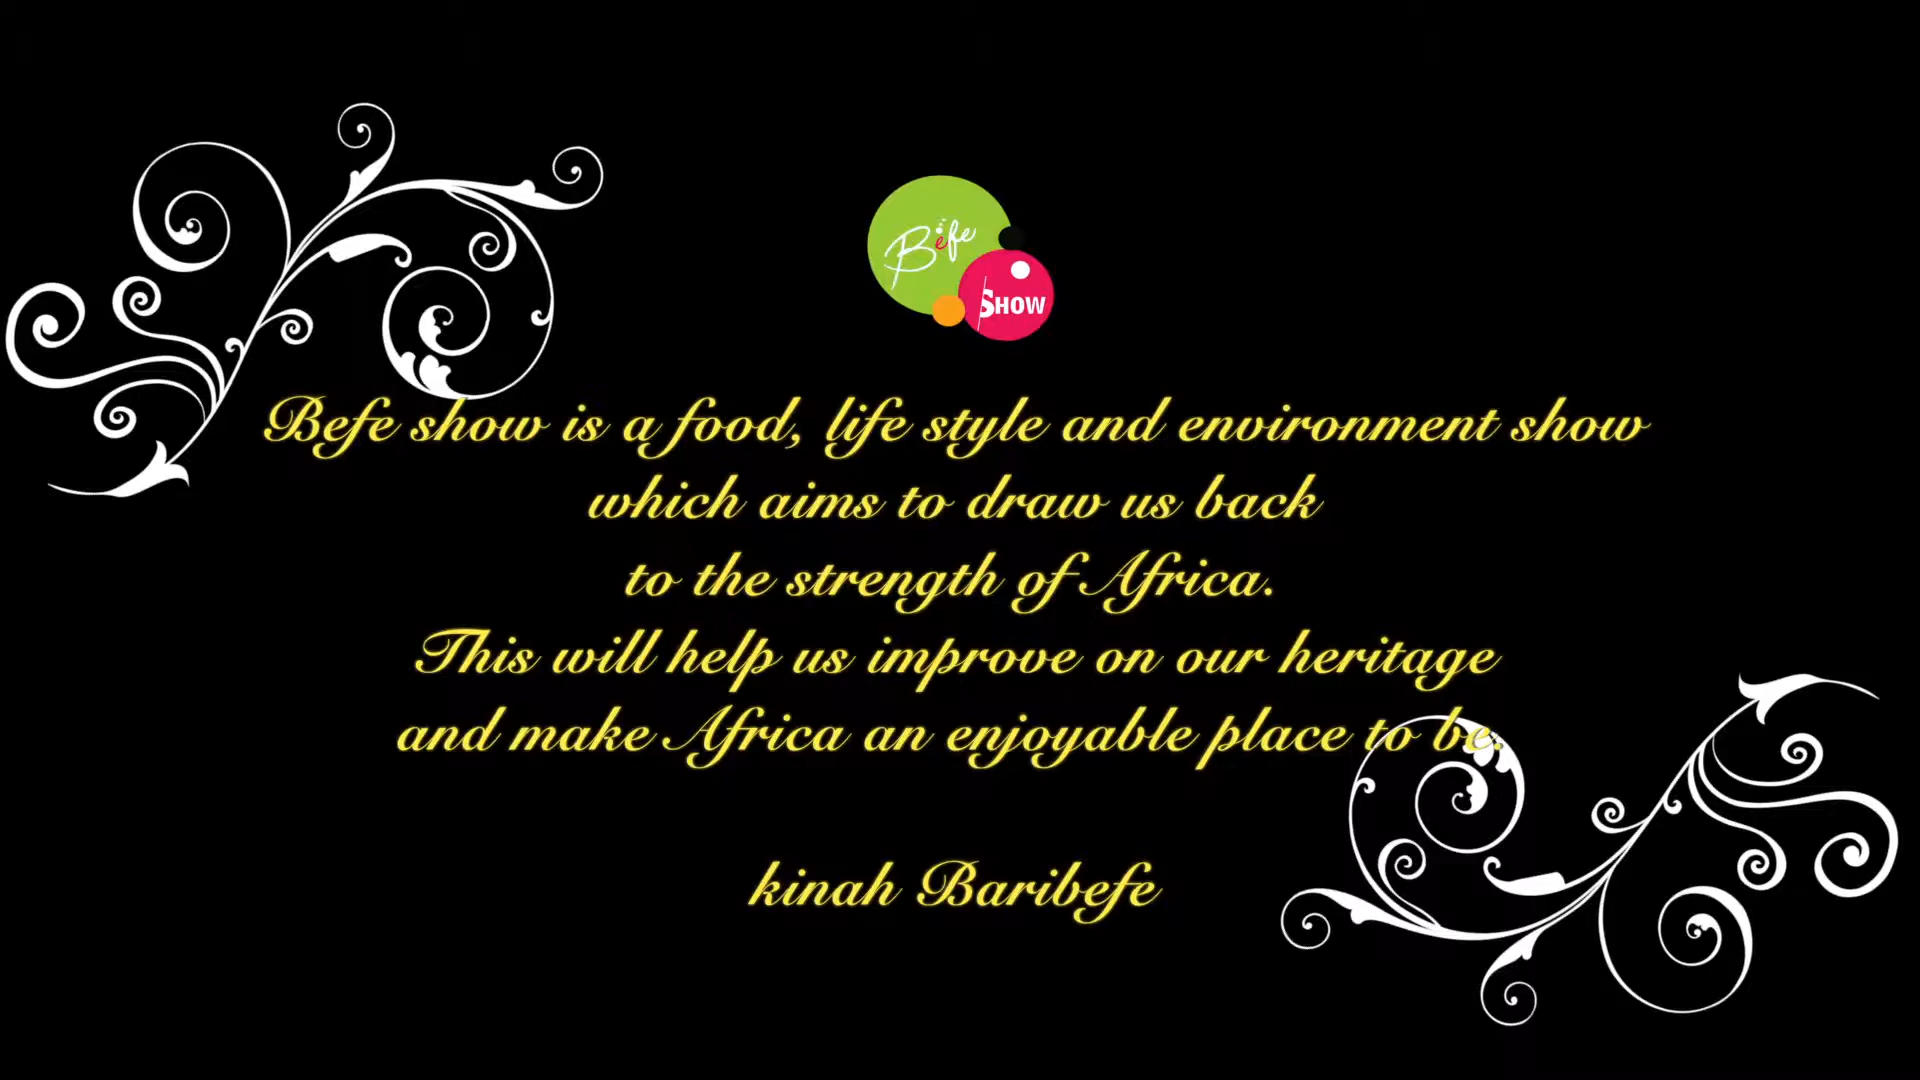 Befe
SHOW
Befe show is a food, life style and environment show
which aims to draw us back
to the strength of Africa.
This will help us improve on our heritage
and make Africa an enjoyable place to be.
kinah Baribefe